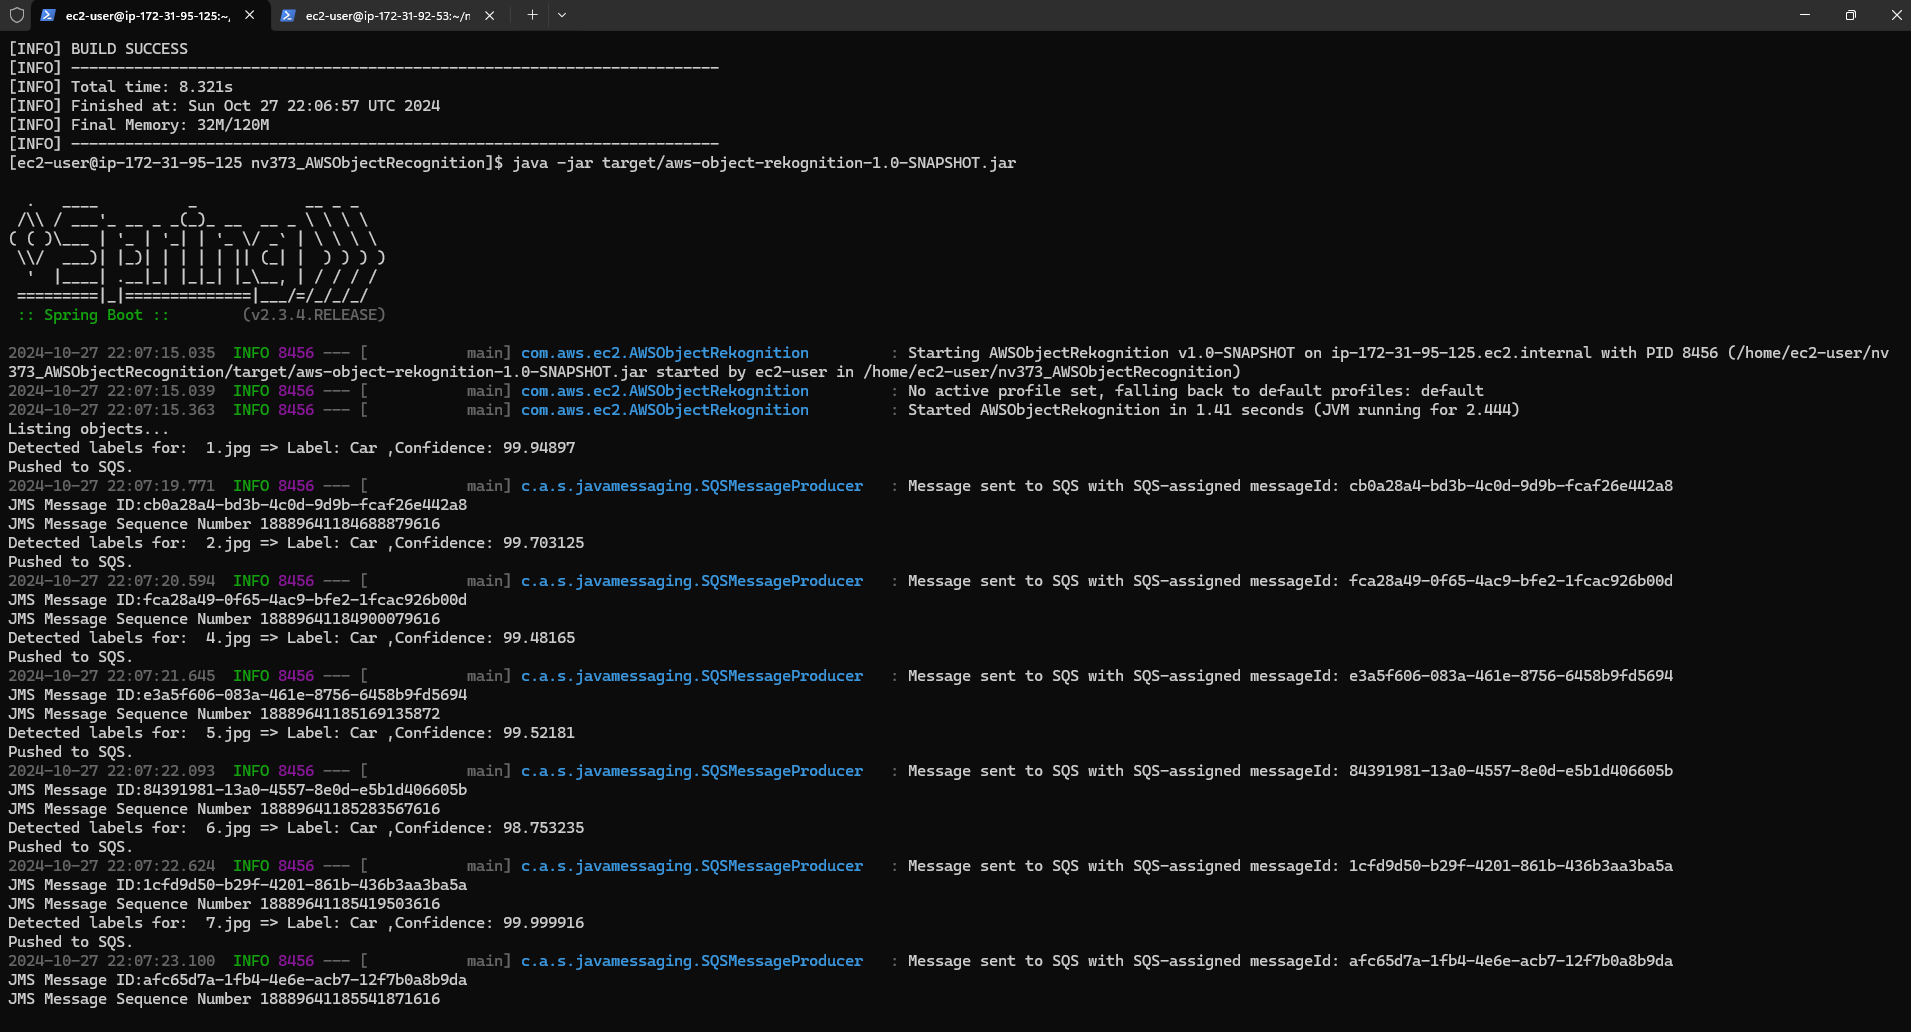 ec2-user@ip-172-31-95-125:~,
ec2-user@ip-172-31-92-53:~/n
[INFO] BUILD SUCCESS
[INFO] ------------------------------------------------------------------------
[INFO] Total time: 8.321s
[INFO] Finished at: Sun Oct 27 22:06:57 UTC 2024
[INFO] Final Memory: 32M/120M
[INFO] ------------------------------------------------------------------------
[ec2-user@ip-172-31-95-125 nv373_AWSObjectRecognition]$ java -jar target/aws-object-rekognition-1.0-SNAPSHOT.jar
  .   ____          _            __ _ _
 /\\ / ___'_ __ _ _(_)_ __  __ _ \ \ \ \
( ( )\___ | '_ | '_| | '_ \/ _` | \ \ \ \
 \\/  ___)| |_)| | | | | || (_| |  ) ) ) )
  '  |____| .__|_| |_|_| |_\__, | / / / /
 =========|_|==============|___/=/_/_/_/
 :: Spring Boot ::        (v2.3.4.RELEASE)
2024-10-27 22:07:15.035  INFO 8456 --- [           main] com.aws.ec2.AWSObjectRekognition         : Starting AWSObjectRekognition v1.0-SNAPSHOT on ip-172-31-95-125.ec2.internal with PID 8456 (/home/ec2-user/nv
373_AWSObjectRecognition/target/aws-object-rekognition-1.0-SNAPSHOT.jar started by ec2-user in /home/ec2-user/nv373_AWSObjectRecognition)
2024-10-27 22:07:15.039  INFO 8456 --- [           main] com.aws.ec2.AWSObjectRekognition         : No active profile set, falling back to default profiles: default
2024-10-27 22:07:15.363  INFO 8456 --- [           main] com.aws.ec2.AWSObjectRekognition         : Started AWSObjectRekognition in 1.41 seconds (JVM running for 2.444)
Listing objects...
Detected labels for:  1.jpg => Label: Car ,Confidence: 99.94897
Pushed to SQS.
2024-10-27 22:07:19.771  INFO 8456 --- [           main] c.a.s.javamessaging.SQSMessageProducer   : Message sent to SQS with SQS-assigned messageId: cb0a28a4-bd3b-4c0d-9d9b-fcaf26e442a8
JMS Message ID:cb0a28a4-bd3b-4c0d-9d9b-fcaf26e442a8
JMS Message Sequence Number 18889641184688879616
Detected labels for:  2.jpg => Label: Car ,Confidence: 99.703125
Pushed to SQS.
2024-10-27 22:07:20.594  INFO 8456 --- [           main] c.a.s.javamessaging.SQSMessageProducer   : Message sent to SQS with SQS-assigned messageId: fca28a49-0f65-4ac9-bfe2-1fcac926b00d
JMS Message ID:fca28a49-0f65-4ac9-bfe2-1fcac926b00d
JMS Message Sequence Number 18889641184900079616
Detected labels for:  4.jpg => Label: Car ,Confidence: 99.48165
Pushed to SQS.
2024-10-27 22:07:21.645  INFO 8456 --- [           main] c.a.s.javamessaging.SQSMessageProducer   : Message sent to SQS with SQS-assigned messageId: e3a5f606-083a-461e-8756-6458b9fd5694
JMS Message ID:e3a5f606-083a-461e-8756-6458b9fd5694
JMS Message Sequence Number 18889641185169135872
Detected labels for:  5.jpg => Label: Car ,Confidence: 99.52181
Pushed to SQS.
2024-10-27 22:07:22.093  INFO 8456 --- [           main] c.a.s.javamessaging.SQSMessageProducer   : Message sent to SQS with SQS-assigned messageId: 84391981-13a0-4557-8e0d-e5b1d406605b
JMS Message ID:84391981-13a0-4557-8e0d-e5b1d406605b
JMS Message Sequence Number 18889641185283567616
Detected labels for:  6.jpg => Label: Car ,Confidence: 98.753235
Pushed to SQS.
2024-10-27 22:07:22.624  INFO 8456 --- [           main] c.a.s.javamessaging.SQSMessageProducer   : Message sent to SQS with SQS-assigned messageId: 1cfd9d50-b29f-4201-861b-436b3aa3ba5a
JMS Message ID:1cfd9d50-b29f-4201-861b-436b3aa3ba5a
JMS Message Sequence Number 18889641185419503616
Detected labels for:  7.jpg => Label: Car ,Confidence: 99.999916
Pushed to SQS.
2024-10-27 22:07:23.100  INFO 8456 --- [           main] c.a.s.javamessaging.SQSMessageProducer   : Message sent to SQS with SQS-assigned messageId: afc65d7a-1fb4-4e6e-acb7-12f7b0a8b9da
JMS Message ID:afc65d7a-1fb4-4e6e-acb7-12f7b0a8b9da
JMS Message Sequence Number 18889641185541871616